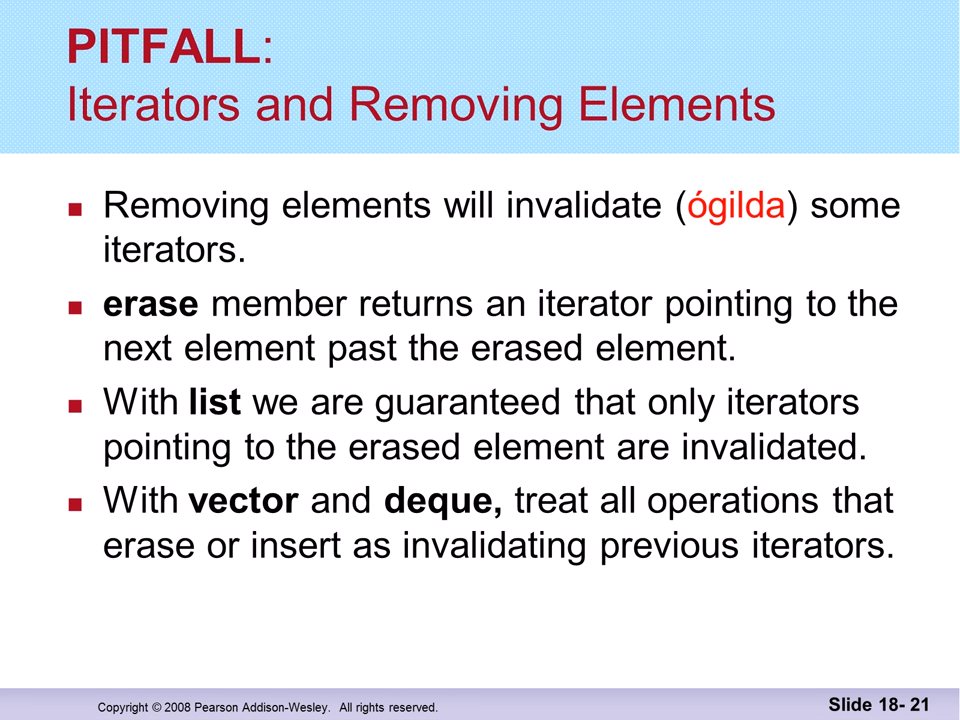 PITFALL:
Iterators and Removing Elements
Removing elements will invalidate (ógilda) some
iterators.
erase member returns an iterator pointing to the
next element past the erased element.
With list we are guaranteed that only iterators
pointing to the erased element are invalidated.
With vector and deque, treat all operations that
erase or insert as invalidating previous iterators.
Copyright © 2008 Pearson Addison-Wesley. All rights reserved.
Slide 18- 21